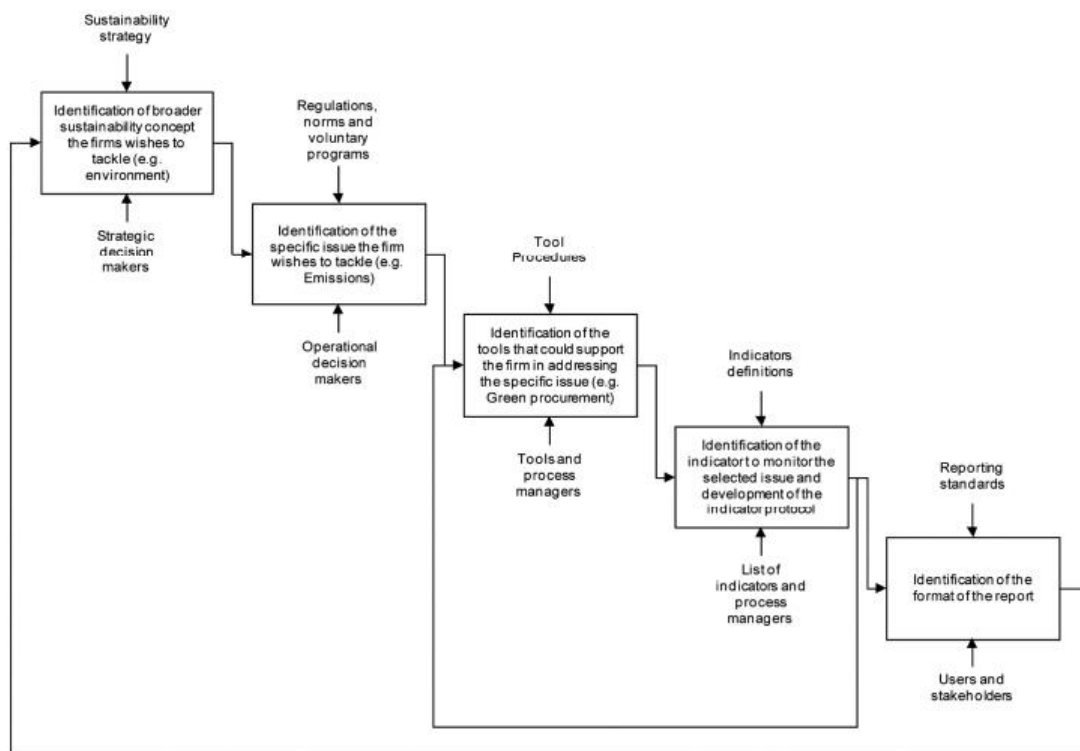 Sustainability
strategy
Identification of broader
sustainability concept
the firms wishes to
tackle (e.g.
environment)
Strategic
decision
makers
Regulations,
norms and
voluntary
programs
Identification of the
specific issue the firm
wishes to tackle (e.g.
Emissions)
Operational
decision
makers
Tool
Procedures
Identification of the
tools that could support
the firm in addressing
the specific issue (e.g.
Green procurement)
Tools and
process
managers
Indicators
definitions
Identification of the
indicator to monitor the
selected issue and
development of the
indicator protocol
List of
indicators and
process
managers
Reporting
standards
Identification of the
format of the report
Users and
stakeholders